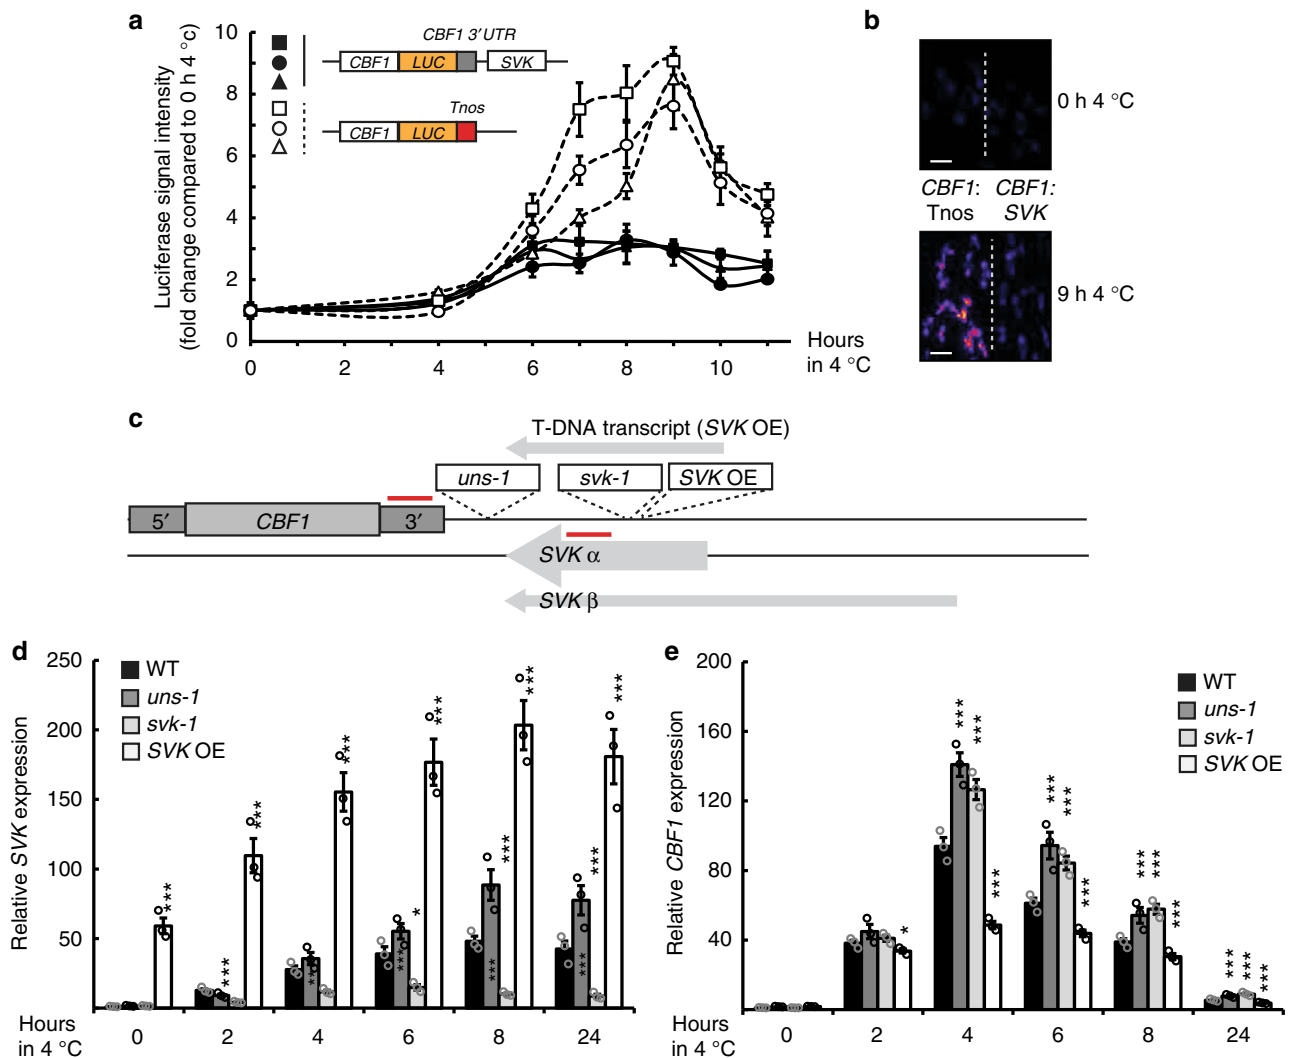 a
Luciferase signal intensity
(fold change compared to 0 h 4 °c)
10
8
6
4
2
0
0
2
4
6
8
10
Hours
in 4 °C
CBF1 3′ UTR
CBF1
LUC
SVK
Tnos
CBF1
LUC
b
0 h 4 °C
CBF1: CBF1:
Tnos SVK
9 h 4 °C
c
T-DNA transcript (SVK OE)
uns-1
svk-1
SVK OE
5′
CBF1
3′
SVK α
SVK β
d
Relative SVK expression
250
200
150
100
50
WT
uns-1
svk-1
SVK OE
***
***
***
***
***
*
***
***
***
***
***
***
***
Hours
in 4 °C
0
2
4
6
8
24
e
Relative CBF1 expression
200
160
120
80
40
WT
uns-1
svk-1
SVK OE
*
***
***
***
***
***
***
***
***
***
***
***
***
Hours
in 4 °C
0
2
4
6
8
24